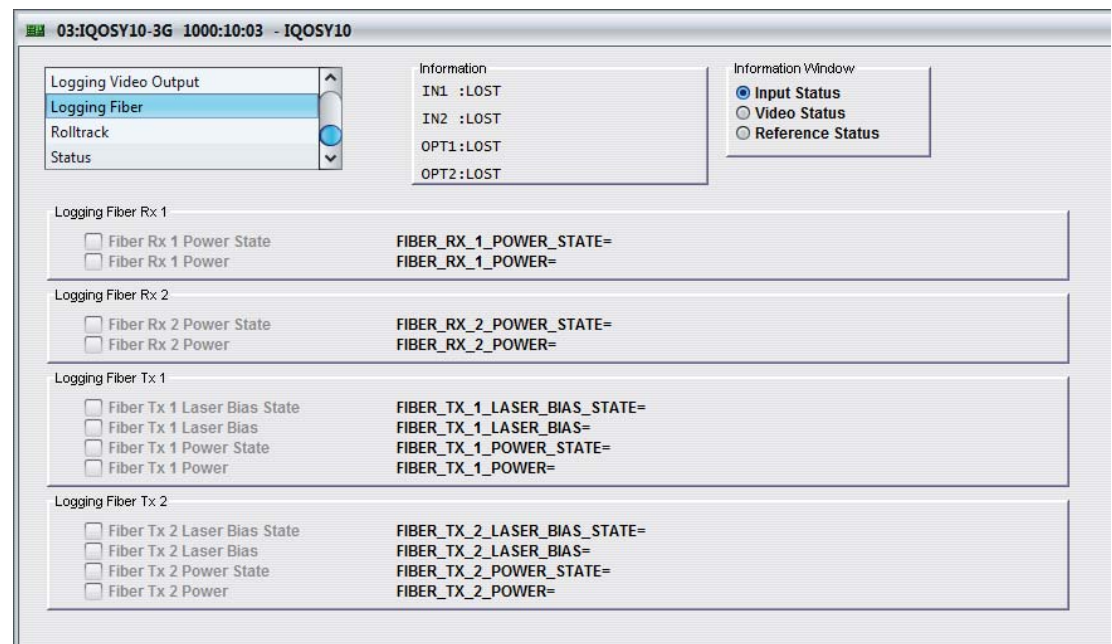 03:IQOSY10-3G 1000:10:03 - IQOSY10
Logging Video Output
Logging Fiber
Rolltrack
Status
Information
IN1 :LOST
IN2 :LOST
OPT1:LOST
OPT2:LOST
Information Window
Input Status
Video Status
Reference Status
Logging Fiber Rx 1
Fiber Rx 1 Power State FIBER_RX_1_POWER_STATE=
Fiber Rx 1 Power FIBER_RX_1_POWER=
Logging Fiber Rx 2
Fiber Rx 2 Power State FIBER_RX_2_POWER_STATE=
Fiber Rx 2 Power FIBER_RX_2_POWER=
Logging Fiber Tx 1
Fiber Tx 1 Laser Bias State FIBER_TX_1_LASER_BIAS_STATE=
Fiber Tx 1 Laser Bias FIBER_TX_1_LASER_BIAS=
Fiber Tx 1 Power State FIBER_TX_1_POWER_STATE=
Fiber Tx 1 Power FIBER_TX_1_POWER=
Logging Fiber Tx 2
Fiber Tx 2 Laser Bias State FIBER_TX_2_LASER_BIAS_STATE=
Fiber Tx 2 Laser Bias FIBER_TX_2_LASER_BIAS=
Fiber Tx 2 Power State FIBER_TX_2_POWER_STATE=
Fiber Tx 2 Power FIBER_TX_2_POWER=